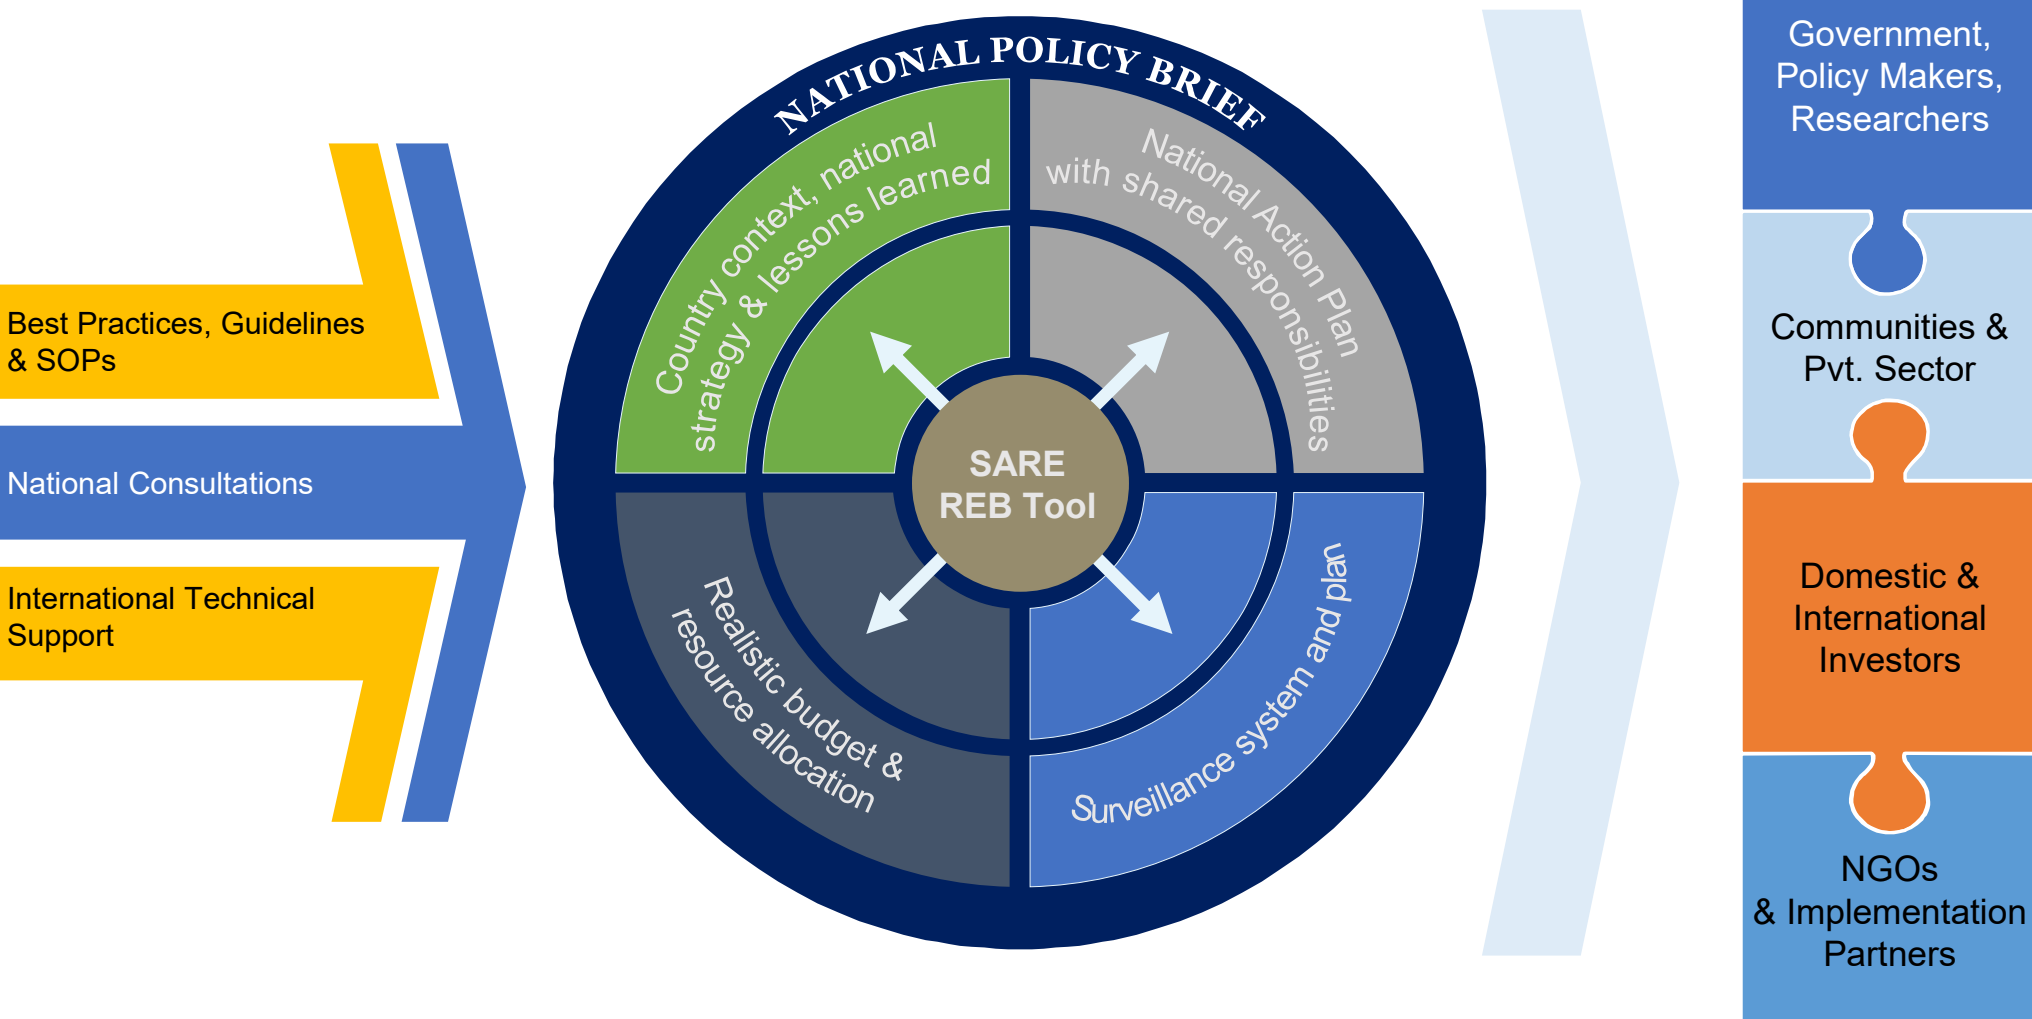 Best Practices, Guidelines
& SOPs
National Consultations
International Technical
Support
NATIONAL POLICY BRIEF
Country context, national
strategy & lessons learned
National Action Plan
with shared responsibilities
SARE
REB Tool
Realistic budget &
resource allocation
Surveillance system and plan
Government,
Policy Makers,
Researchers
Communities &
Pvt. Sector
Domestic &
International
Investors
NGOs
& Implementation
Partners